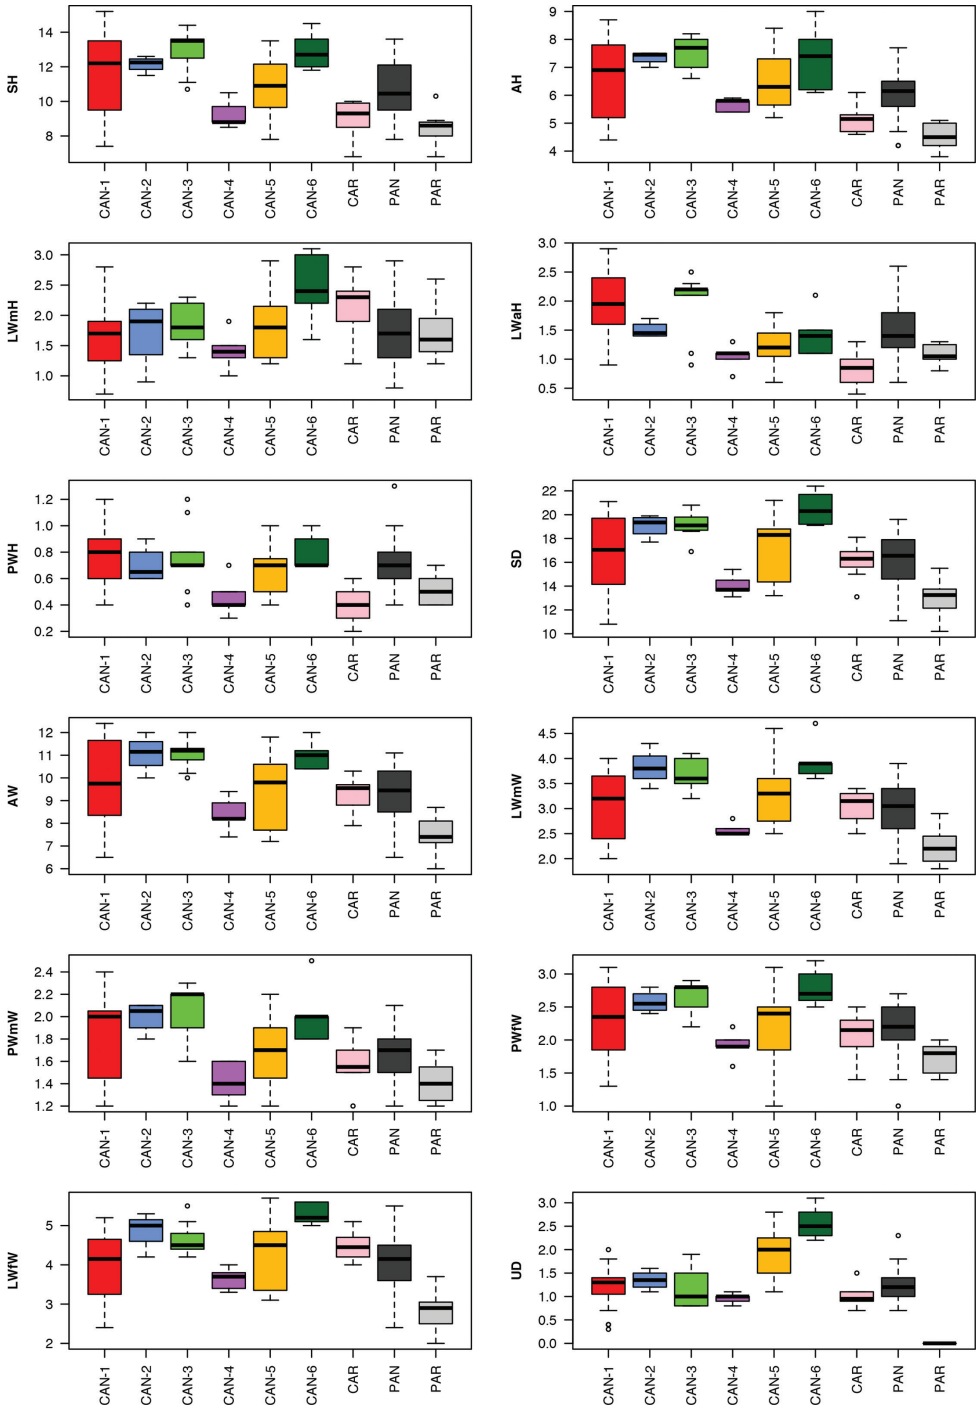 SH
14
12
10
8
CAN-1 CAN-2 CAN-3 CAN-4 CAN-5 CAN-6 CAR PAN PAR
AH
9
8
7
6
5
4
CAN-1 CAN-2 CAN-3 CAN-4 CAN-5 CAN-6 CAR PAN PAR
LWmH
3.0
2.5
2.0
1.5
1.0
CAN-1 CAN-2 CAN-3 CAN-4 CAN-5 CAN-6 CAR PAN PAR
LWaH
3.0
2.5
2.0
1.5
1.0
0.5
CAN-1 CAN-2 CAN-3 CAN-4 CAN-5 CAN-6 CAR PAN PAR
PWH
1.2
1.0
0.8
0.6
0.4
0.2
CAN-1 CAN-2 CAN-3 CAN-4 CAN-5 CAN-6 CAR PAN PAR
SD
22
20
18
16
14
12
10
CAN-1 CAN-2 CAN-3 CAN-4 CAN-5 CAN-6 CAR PAN PAR
AW
12
11
10
9
8
7
6
CAN-1 CAN-2 CAN-3 CAN-4 CAN-5 CAN-6 CAR PAN PAR
LWmW
4.5
4.0
3.5
3.0
2.5
2.0
CAN-1 CAN-2 CAN-3 CAN-4 CAN-5 CAN-6 CAR PAN PAR
PWmW
2.4
2.2
2.0
1.8
1.6
1.4
1.2
CAN-1 CAN-2 CAN-3 CAN-4 CAN-5 CAN-6 CAR PAN PAR
PWfW
3.0
2.5
2.0
1.5
1.0
CAN-1 CAN-2 CAN-3 CAN-4 CAN-5 CAN-6 CAR PAN PAR
LWfW
5
4
3
2
CAN-1 CAN-2 CAN-3 CAN-4 CAN-5 CAN-6 CAR PAN PAR
UD
3.0
2.5
2.0
1.5
1.0
0.5
0.0
CAN-1 CAN-2 CAN-3 CAN-4 CAN-5 CAN-6 CAR PAN PAR